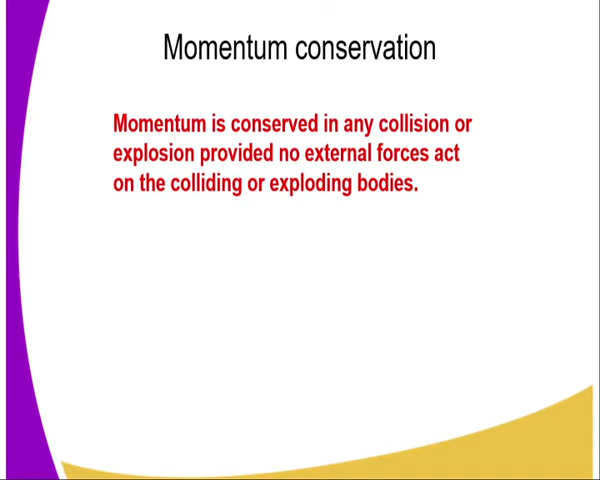 Momentum conservation
Momentum is conserved in any collision or
explosion provided no external forces act
on the colliding or exploding bodies.